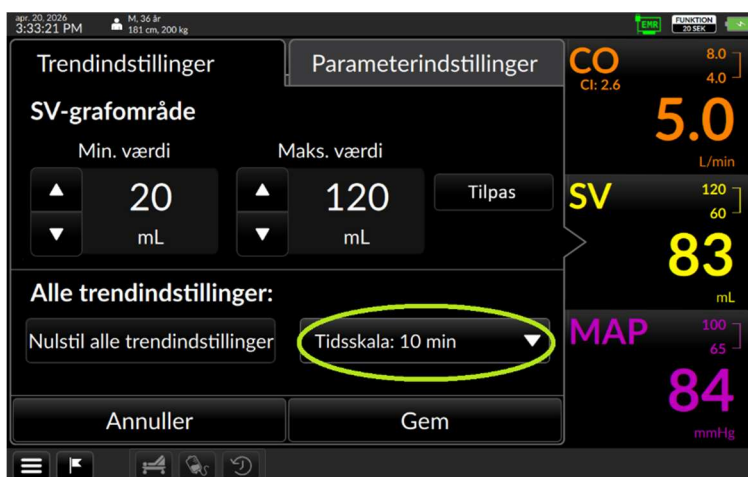 apr. 20, 2026
3:33:21 PM
M, 36 år
181 cm, 200 kg
EMR
FUNKTION
20 SEK
Trendindstillinger
Parameterindstillinger
SV-grafområde
Min. værdi
Maks. værdi
20
mL
120
mL
Tilpas
Alle trendindstillinger:
Nulstil alle trendindstillinger
Tidsskala: 10 min
Annuller
Gem
CO
CI: 2.6
8.0
4.0
5.0
L/min
SV
120
60
83
mL
MAP
100
65
84
mmHg